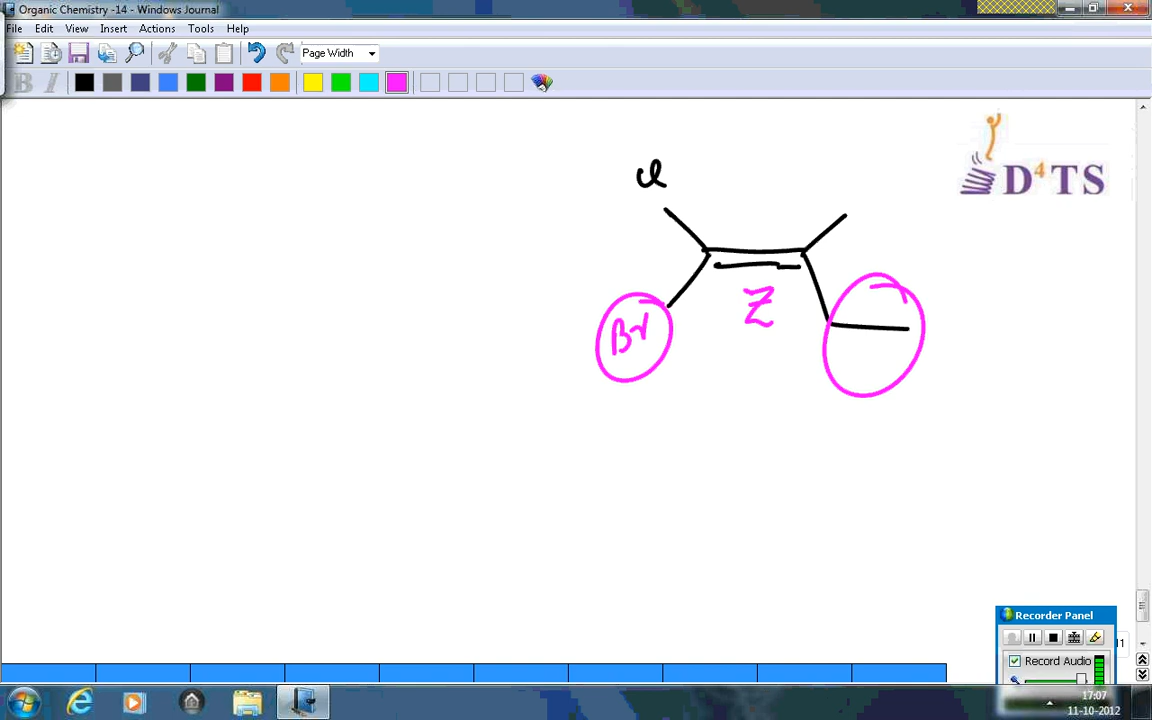 Organic Chemistry -14 - Windows Journal
File Edit View Insert Actions Tools Help
Page Width
B I
D4TS
Cl
Br
Z
Recorder Panel
11
Record Audio
17:07
11-10-2012